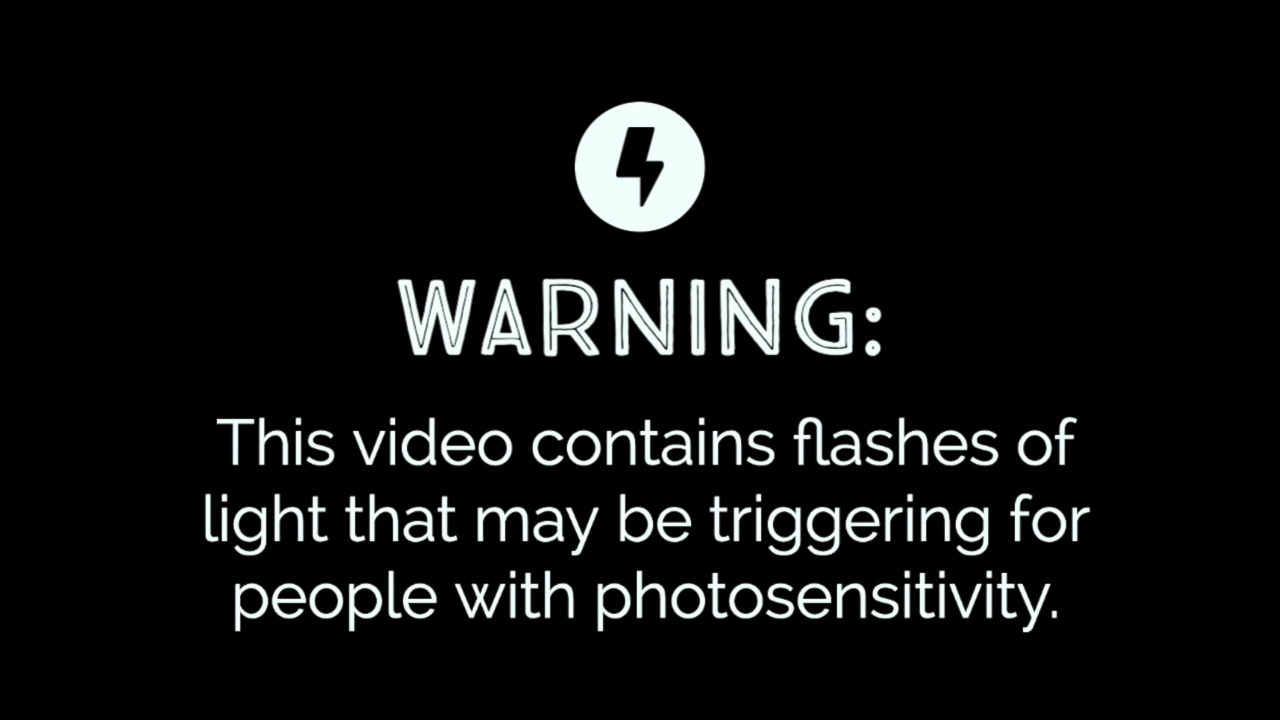 WARNING:
This video contains flashes of
light that may be triggering for
people with photosensitivity.